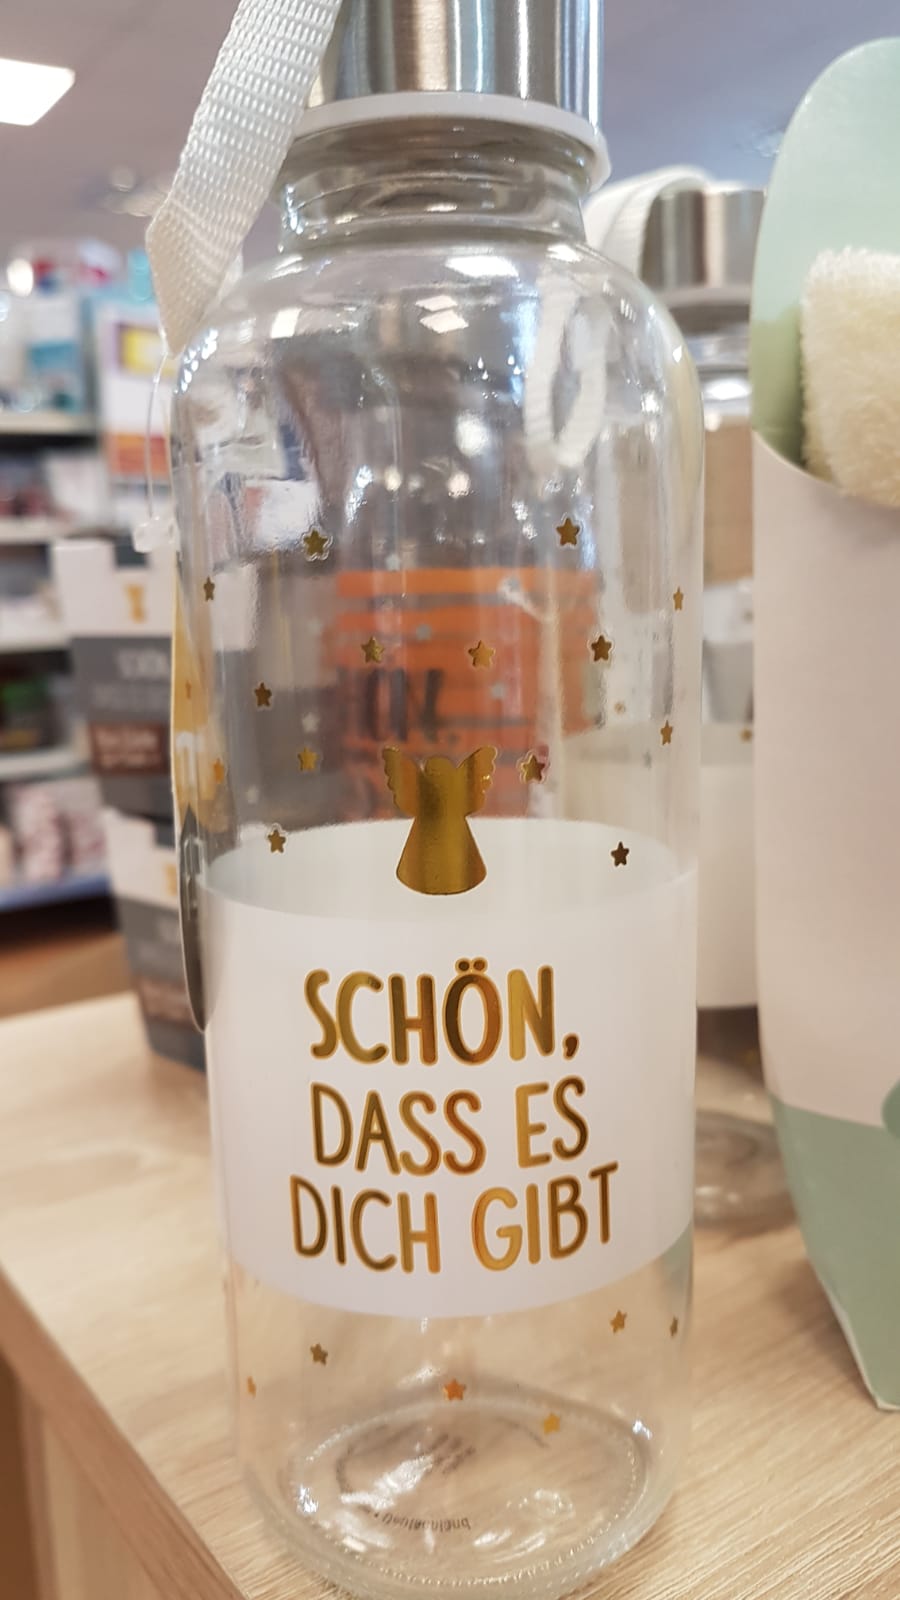 SCHÖN,
DASS ES
DICH GIBT